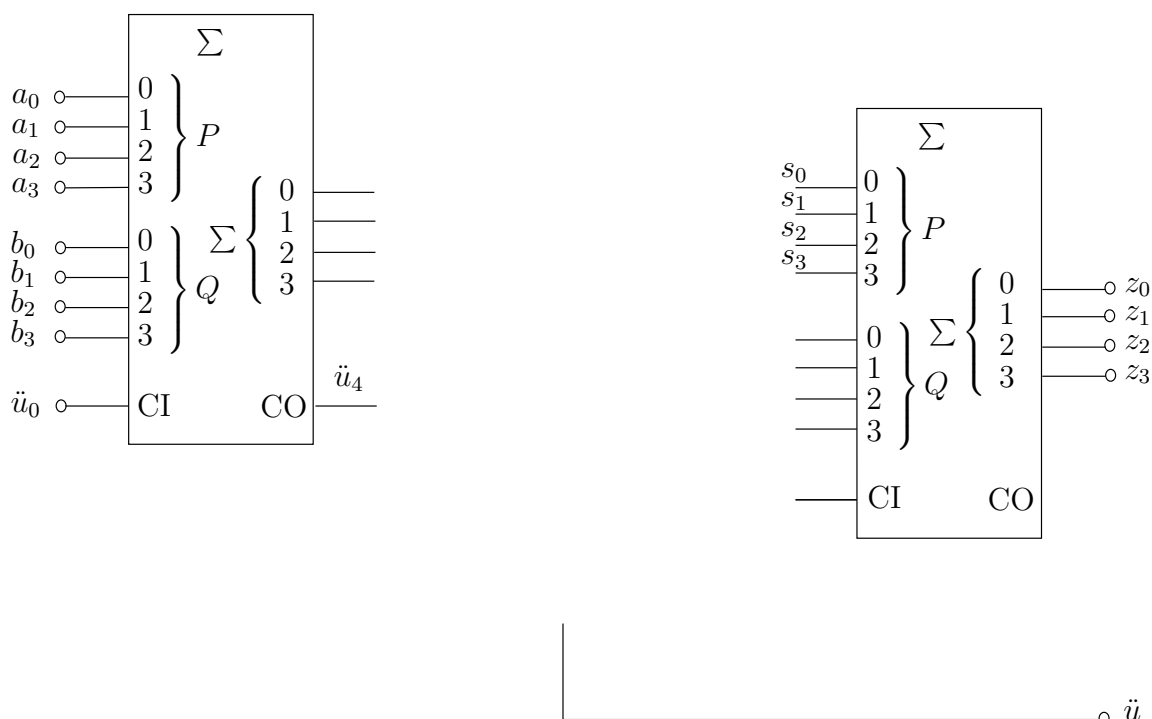 Σ
a₀ 0
a₁ 1
a₂ 2
a₃ 3
P
b₀ 0
b₁ 1
b₂ 2
b₃ 3
Q
Σ
0
1
2
3
ü₀ CI
CO ü₄
Σ
s₀ 0
s₁ 1
s₂ 2
s₃ 3
P
0
1
2
3
Q
Σ
0 z₀
1 z₁
2 z₂
3 z₃
CI
CO
ü